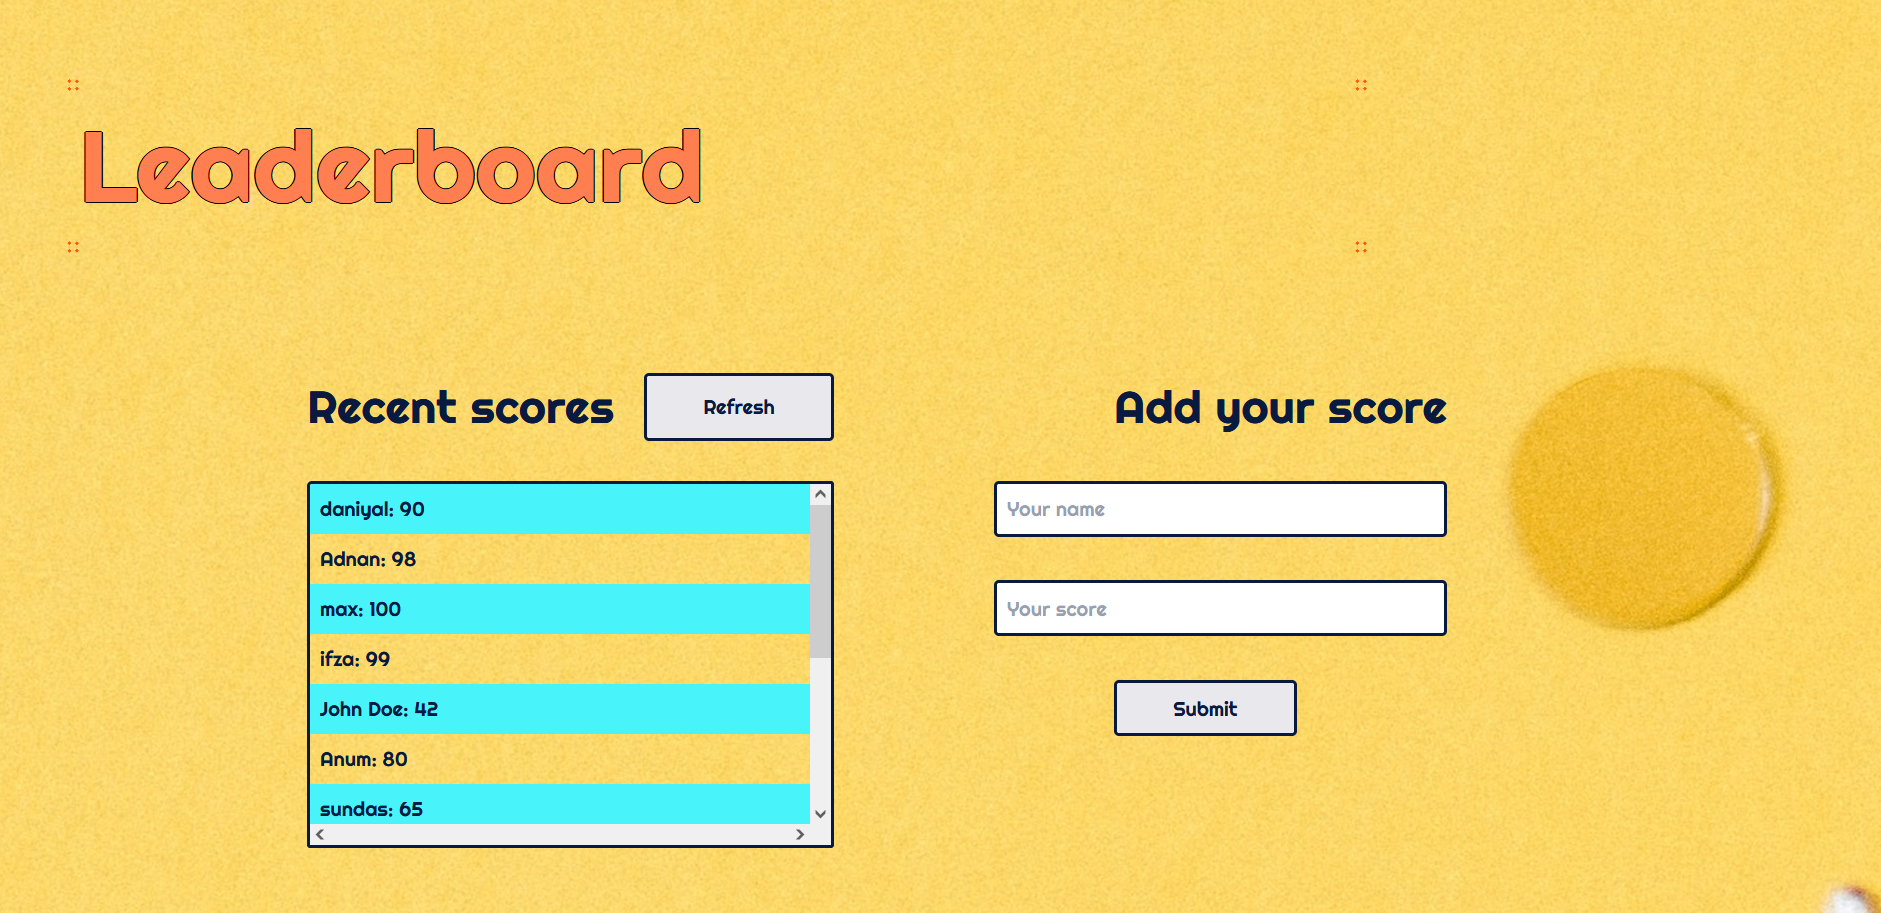 Leaderboard
Recent scores
Refresh
daniyal: 90
Adnan: 98
max: 100
ifza: 99
John Doe: 42
Anum: 80
sundas: 65
Add your score
Your name
Your score
Submit